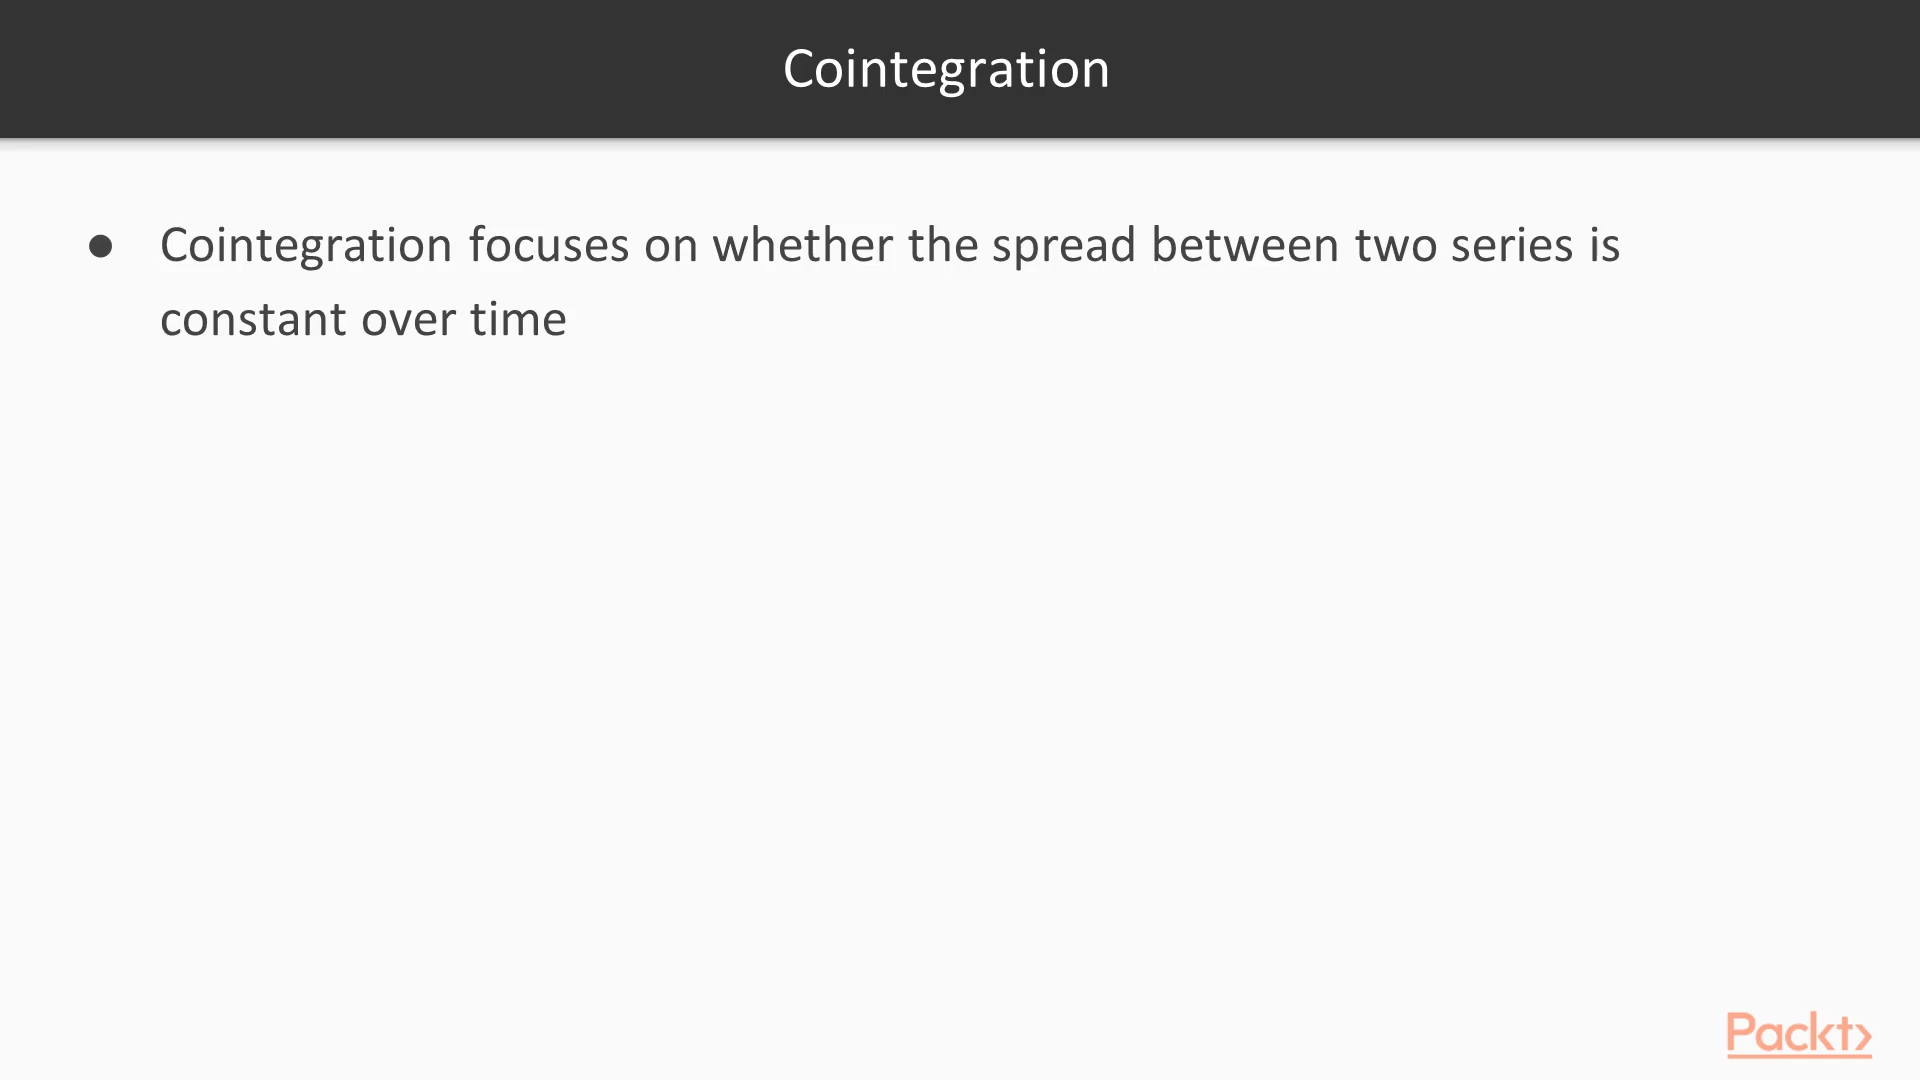 Cointegration
● Cointegration focuses on whether the spread between two series is
constant over time
Packt>